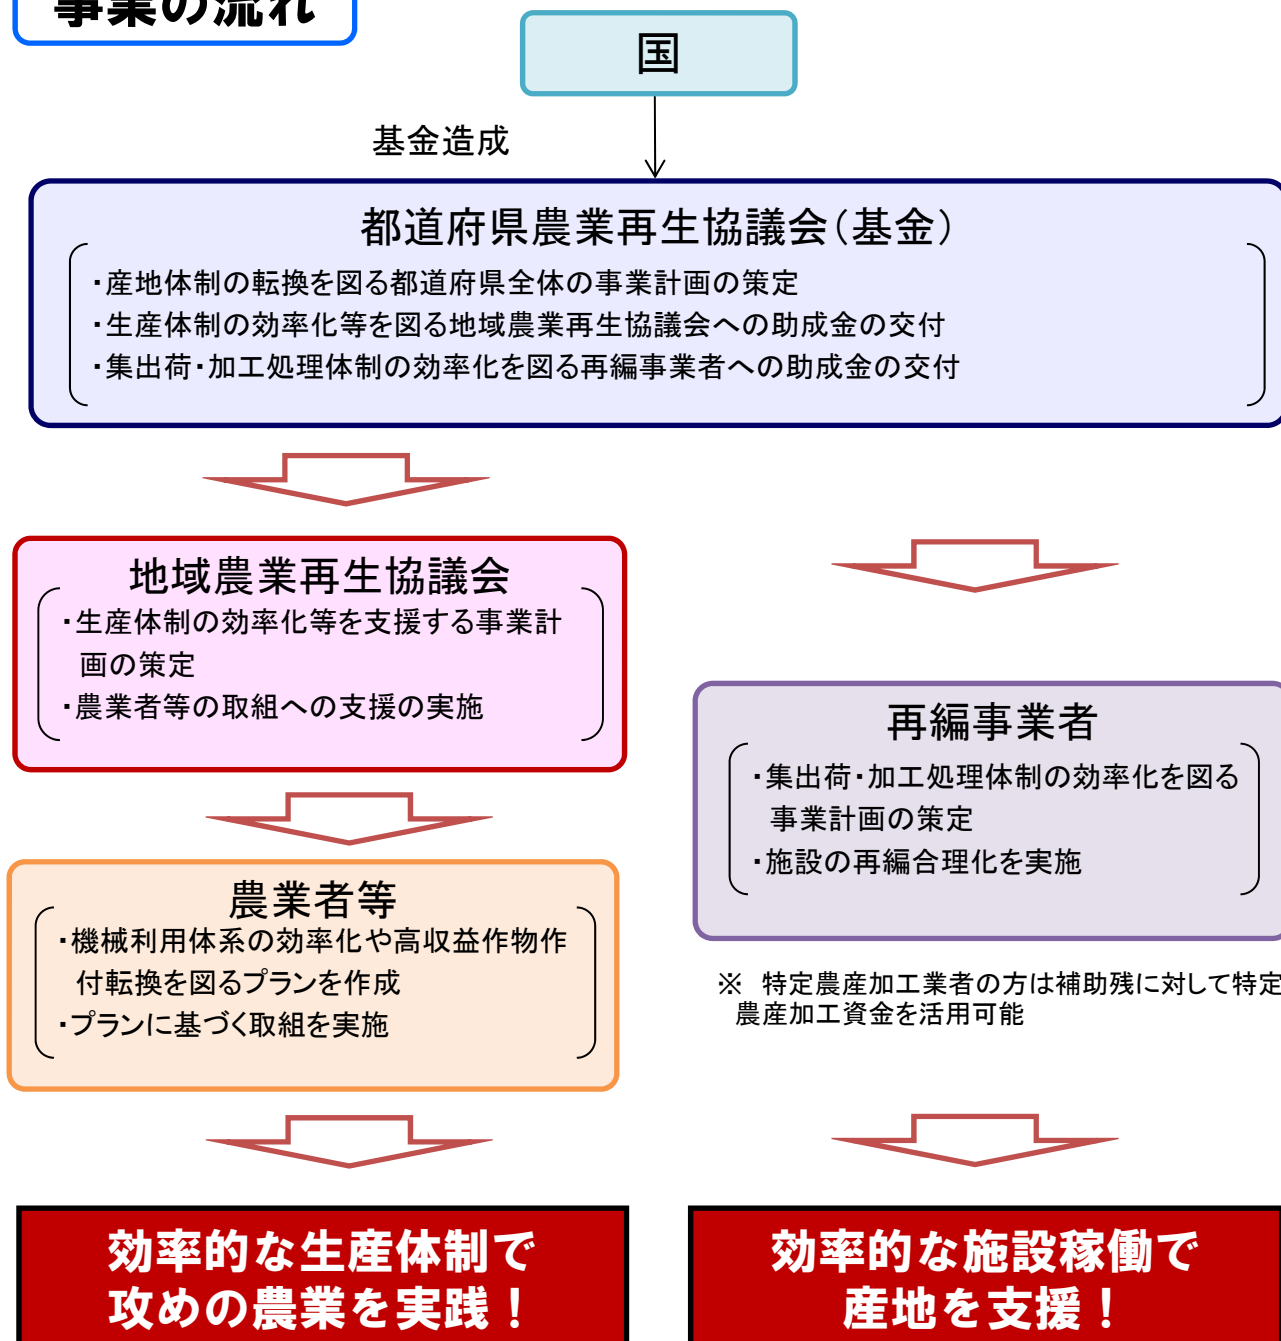 事業の流れ
国
基金造成
都道府県農業再生協議会（基金）
・産地体制の転換を図る都道府県全体の事業計画の策定
・生産体制の効率化等を図る地域農業再生協議会への助成金の交付
・集出荷・加工処理体制の効率化を図る再編事業者への助成金の交付
地域農業再生協議会
・生産体制の効率化等を支援する事業計
画の策定
・農業者等の取組への支援の実施
農業者等
・機械利用体系の効率化や高収益作物作
付転換を図るプランを作成
・プランに基づく取組を実施
再編事業者
・集出荷・加工処理体制の効率化を図る
事業計画の策定
・施設の再編合理化を実施
※　特定農産加工業者の方は補助残に対して特定
農産加工資金を活用可能
効率的な生産体制で
攻めの農業を実践！
効率的な施設稼働で
産地を支援！